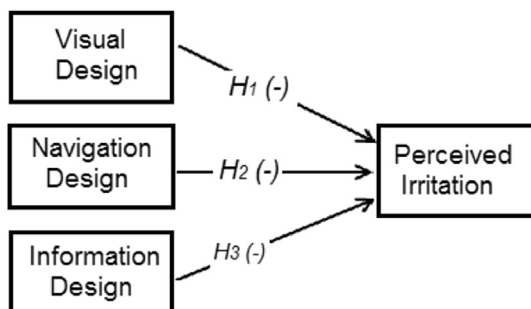 Visual
Design
H1 (-)
Navigation
Design
H2 (-)
Perceived
Irritation
H3 (-)
Information
Design